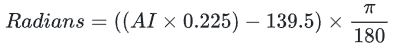 Radians = ((AI × 0.225) − 139.5) × π/180